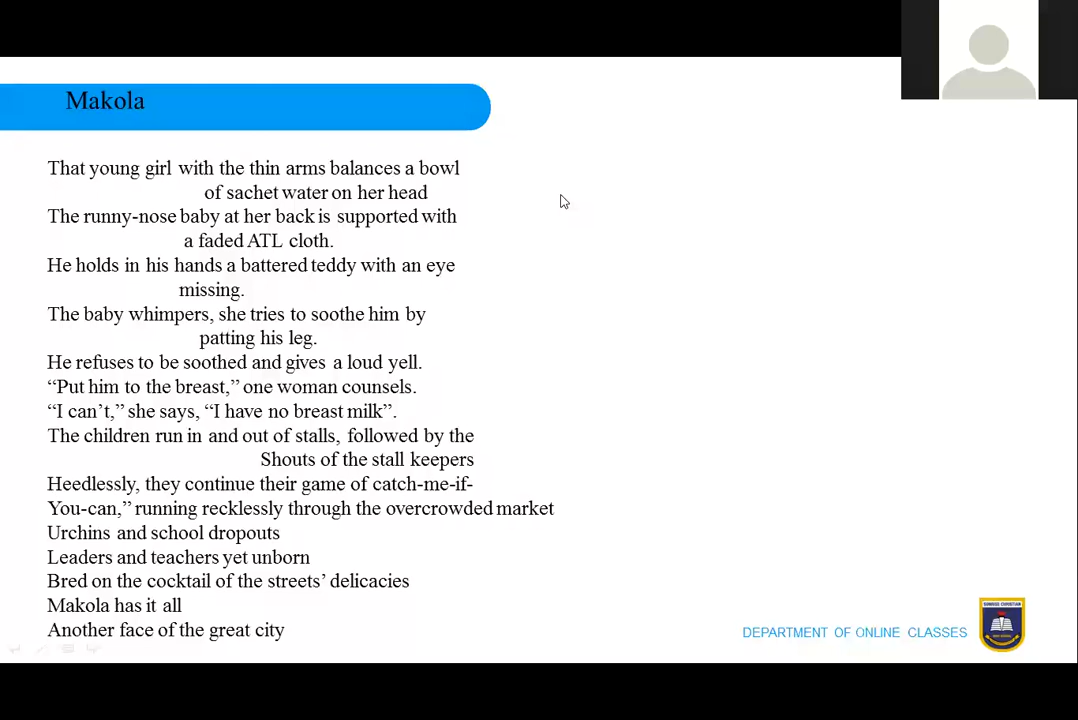 Makola
That young girl with the thin arms balances a bowl
of sachet water on her head
The runny-nose baby at her back is supported with
a faded ATL cloth.
He holds in his hands a battered teddy with an eye
missing.
The baby whimpers, she tries to soothe him by
patting his leg.
He refuses to be soothed and gives a loud yell.
“Put him to the breast,” one woman counsels.
“I can’t,” she says, “I have no breast milk”.
The children run in and out of stalls, followed by the
Shouts of the stall keepers
Heedlessly, they continue their game of catch-me-if-
You-can,” running recklessly through the overcrowded market
Urchins and school dropouts
Leaders and teachers yet unborn
Bred on the cocktail of the streets’ delicacies
Makola has it all
Another face of the great city
DEPARTMENT OF ONLINE CLASSES